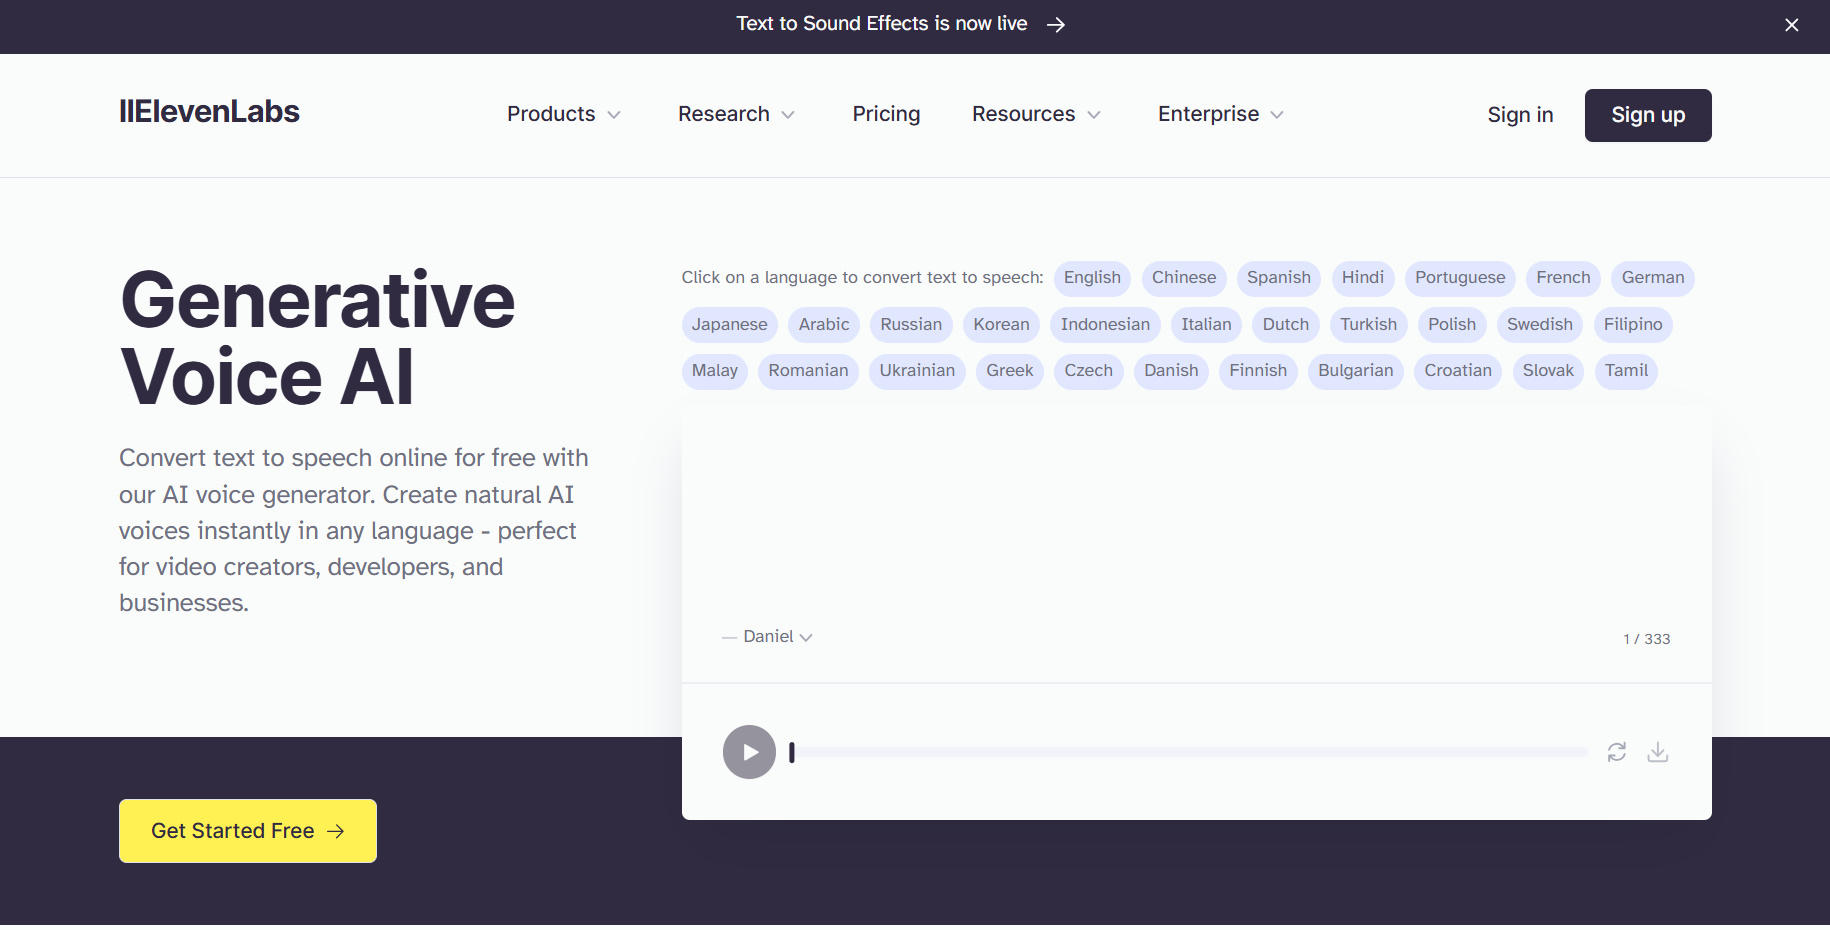 Text to Sound Effects is now live
IIElevenLabs
Products
Research
Pricing
Resources
Enterprise
Sign in
Sign up
Generative
Voice AI
Convert text to speech online for free with
our AI voice generator. Create natural AI
voices instantly in any language - perfect
for video creators, developers, and
businesses.
Get Started Free
Click on a language to convert text to speech: English Chinese Spanish Hindi Portuguese French German
Japanese Arabic Russian Korean Indonesian Italian Dutch Turkish Polish Swedish Filipino
Malay Romanian Ukrainian Greek Czech Danish Finnish Bulgarian Croatian Slovak Tamil
— Daniel
1 / 333